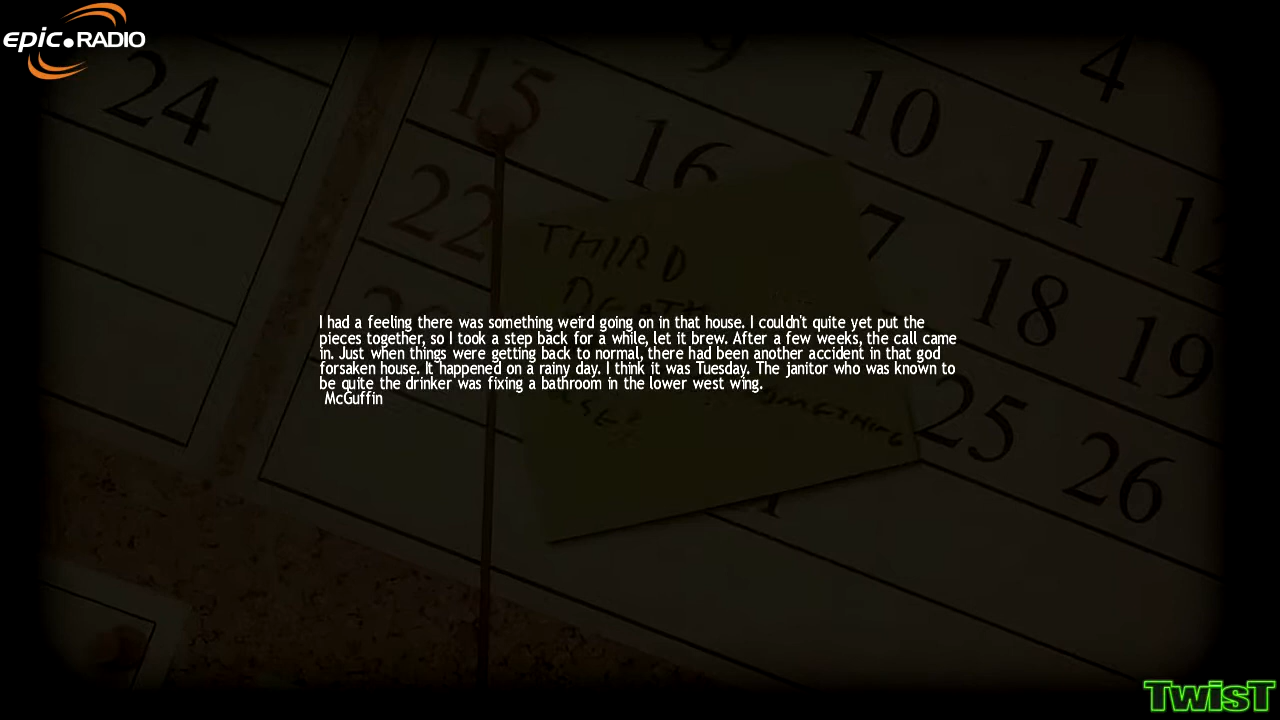 epic.RADIO
24
15
9
4
10
16
11
12
22
7
18
19
THIRD
DEATH
I had a feeling there was something weird going on in that house. I couldn't quite yet put the
pieces together, so I took a step back for a while, let it brew. After a few weeks, the call came
in. Just when things were getting back to normal, there had been another accident in that god
forsaken house. It happened on a rainy day. I think it was Tuesday. The janitor who was known to
be quite the drinker was fixing a bathroom in the lower west wing.
McGuffin
SOMETHING
25
26
TwisT